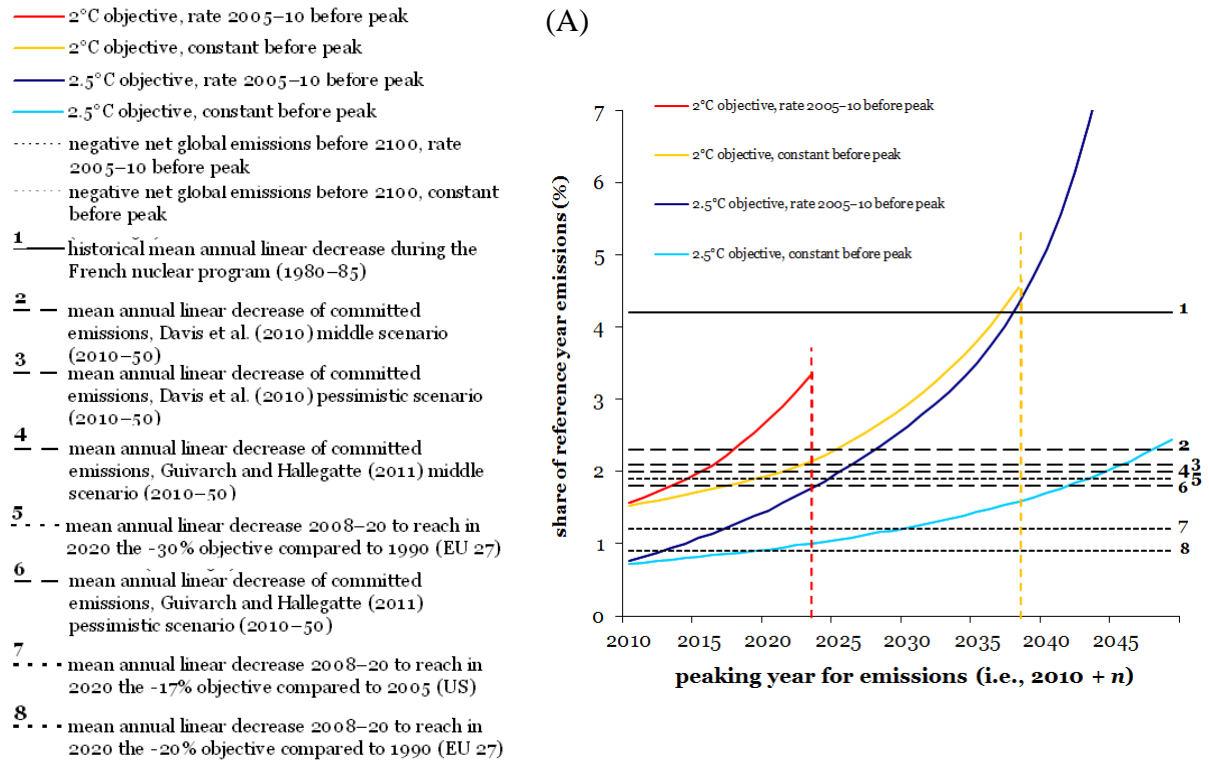 2°C objective, rate 2005–10 before peak
2°C objective, constant before peak
2.5°C objective, rate 2005–10 before peak
2.5°C objective, constant before peak
negative net global emissions before 2100, rate
2005–10 before peak
negative net global emissions before 2100, constant
before peak
1
historical mean annual linear decrease during the
French nuclear program (1980–85)
2
mean annual linear decrease of committed
emissions, Davis et al. (2010) middle scenario
(2010–50)
3
mean annual linear decrease of committed
emissions, Davis et al. (2010) pessimistic scenario
(2010–50)
4
mean annual linear decrease of committed
emissions, Guivarch and Hallegatte (2011) middle
scenario (2010–50)
5
mean annual linear decrease 2008–20 to reach in
2020 the -30% objective compared to 1990 (EU 27)
6
mean annual linear decrease of committed
emissions, Guivarch and Hallegatte (2011)
pessimistic scenario (2010–50)
7
mean annual linear decrease 2008–20 to reach in
2020 the -17% objective compared to 2005 (US)
8
mean annual linear decrease 2008–20 to reach in
2020 the -20% objective compared to 1990 (EU 27)
(A)
share of reference year emissions (%)
7
6
5
4
3
2
1
0
2°C objective, rate 2005–10 before peak
2°C objective, constant before peak
2.5°C objective, rate 2005–10 before peak
2.5°C objective, constant before peak
1
2
3
4
5
6
7
8
2010 2015 2020 2025 2030 2035 2040 2045
peaking year for emissions (i.e., 2010 + n)